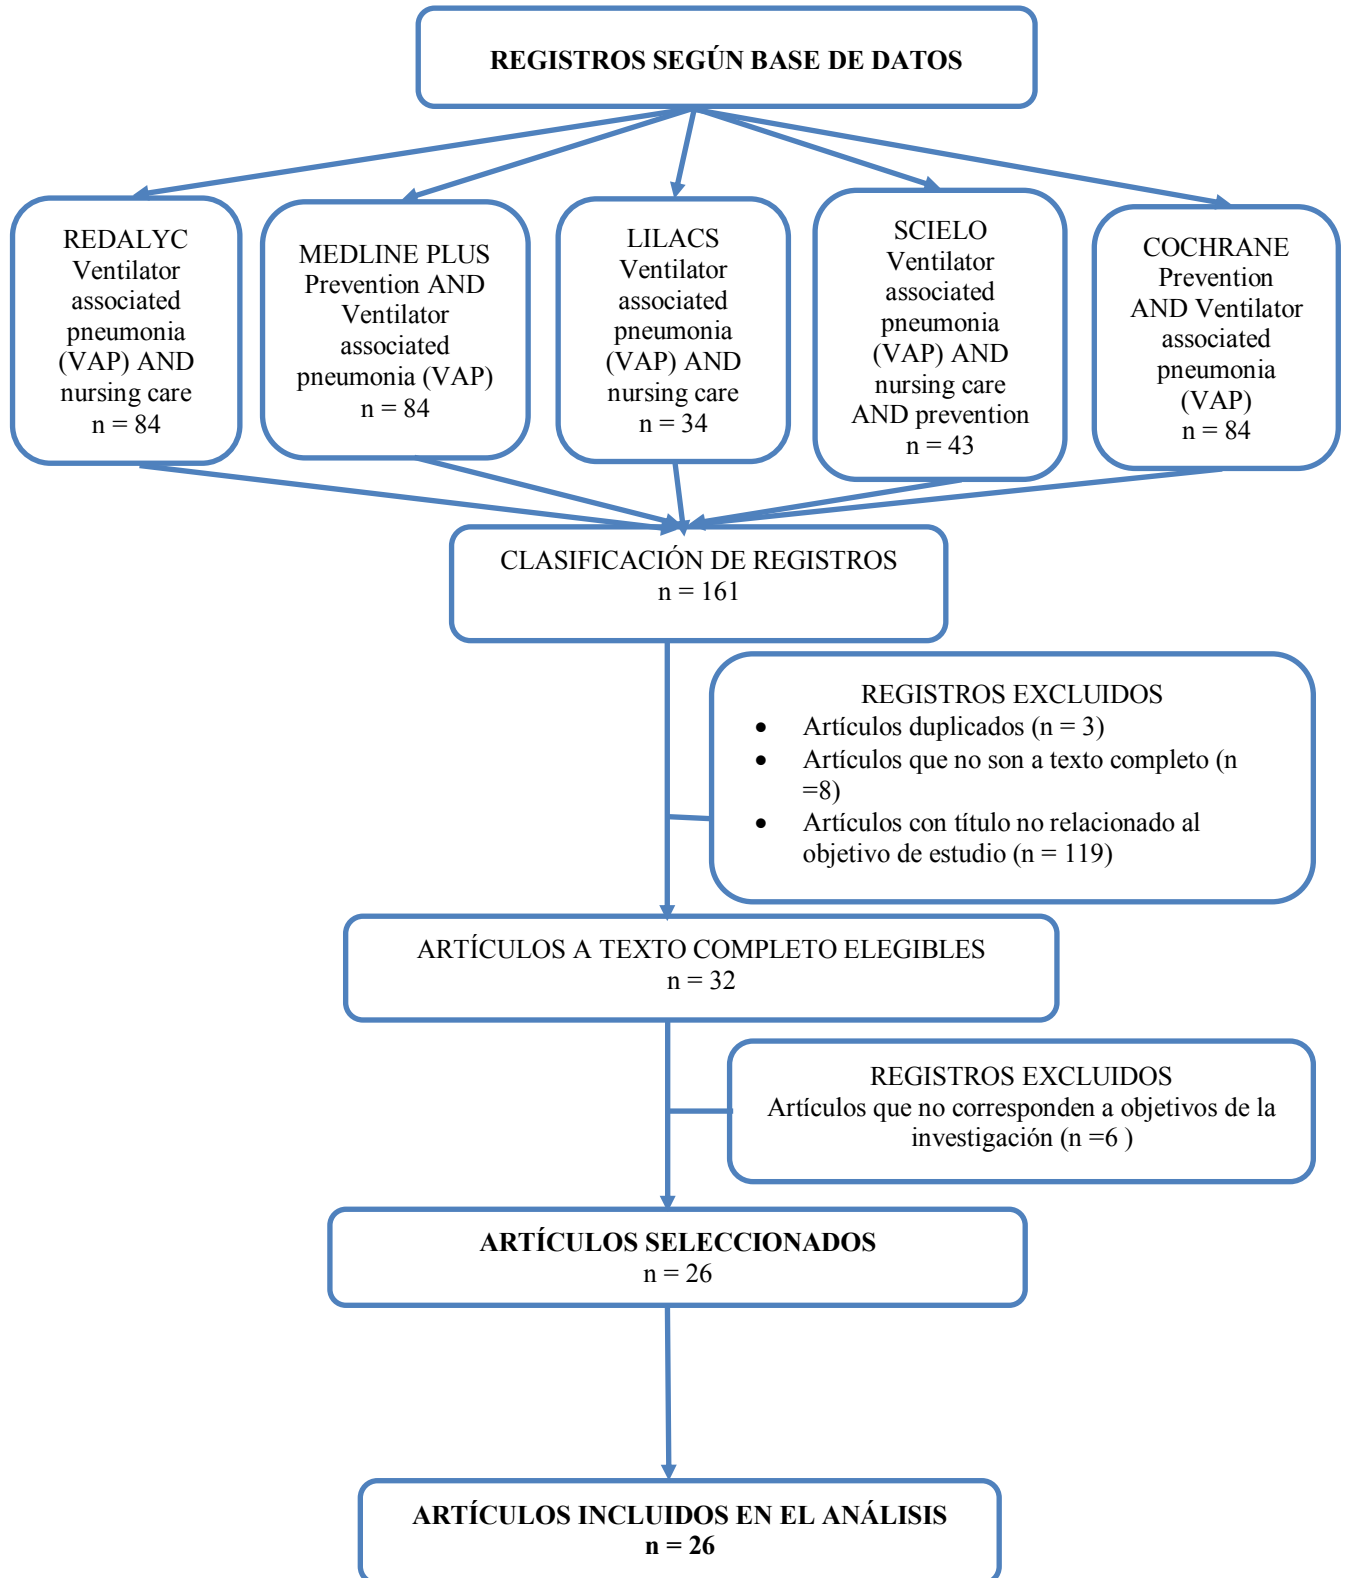 REGISTROS SEGÚN BASE DE DATOS
REDALYC
Ventilator
associated
pneumonia
(VAP) AND
nursing care
n = 84
MEDLINE PLUS
Prevention AND
Ventilator
associated
pneumonia (VAP)
n = 84
LILACS
Ventilator
associated
pneumonia
(VAP) AND
nursing care
n = 34
SCIELO
Ventilator
associated
pneumonia
(VAP) AND
nursing care
AND prevention
n = 43
COCHRANE
Prevention
AND Ventilator
associated
pneumonia
(VAP)
n = 84
CLASIFICACIÓN DE REGISTROS
n = 161
REGISTROS EXCLUIDOS
• Artículos duplicados (n = 3)
• Artículos que no son a texto completo (n
=8)
• Artículos con título no relacionado al
objetivo de estudio (n = 119)
ARTÍCULOS A TEXTO COMPLETO ELEGIBLES
n = 32
REGISTROS EXCLUIDOS
Artículos que no corresponden a objetivos de la
investigación (n =6 )
ARTÍCULOS SELECCIONADOS
n = 26
ARTÍCULOS INCLUIDOS EN EL ANÁLISIS
n = 26